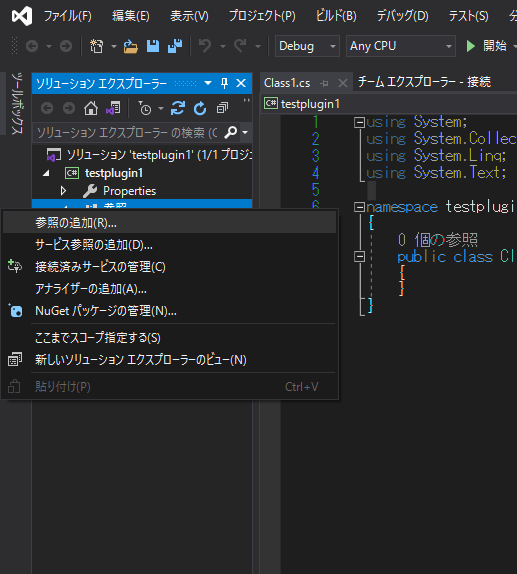 ファイル(F) 編集(E) 表示(V) プロジェクト(P) ビルド(B) デバッグ(D) テスト(S)
Debug Any CPU 開始
ツールボックス
ソリューション エクスプローラー
Class1.cs チーム エクスプローラー - 接続
testplugin1
ソリューション エクスプローラー の検索 (C
ソリューション 'testplugin1' (1/1 プロジ
testplugin1
Properties
参照
参照の追加(R)...
サービス参照の追加(D)...
接続済みサービスの管理(C)
アナライザーの追加(A)...
NuGet パッケージの管理(N)...
ここまでスコープ指定する(S)
新しいソリューション エクスプローラーのビュー(N)
貼り付け(P) Ctrl+V
1 using System;
2 using System.Collec
3 using System.Linq;
4 using System.Text;
5
6 namespace testplugi
{
0 個の参照
public class Cl
{
}
}